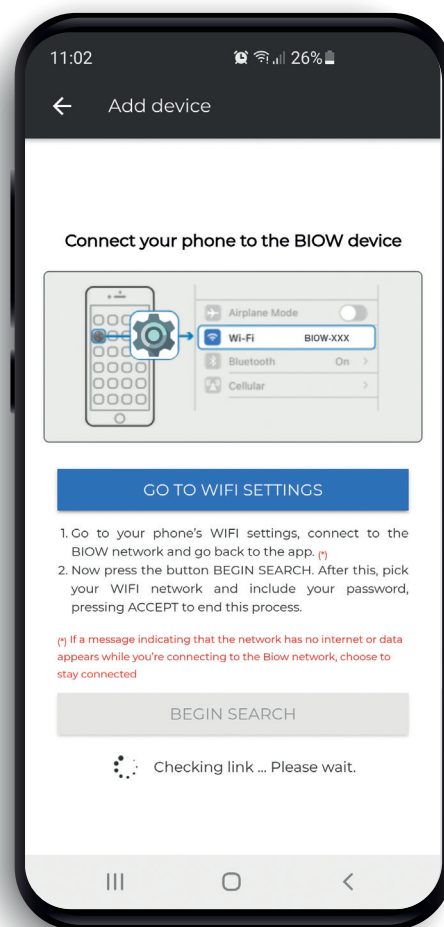 11:02 26%
Add device
Connect your phone to the BIOW device
Airplane Mode
Wi-Fi BIOW-XXX
Bluetooth On
Cellular
GO TO WIFI SETTINGS
1. Go to your phone's WIFI settings, connect to the
BIOW network and go back to the app. (*)
2. Now press the button BEGIN SEARCH. After this, pick
your WIFI network and include your password,
pressing ACCEPT to end this process.
(*) If a message indicating that the network has no internet or data
appears while you're connecting to the Biow network, choose to
stay connected
BEGIN SEARCH
Checking link ... Please wait.